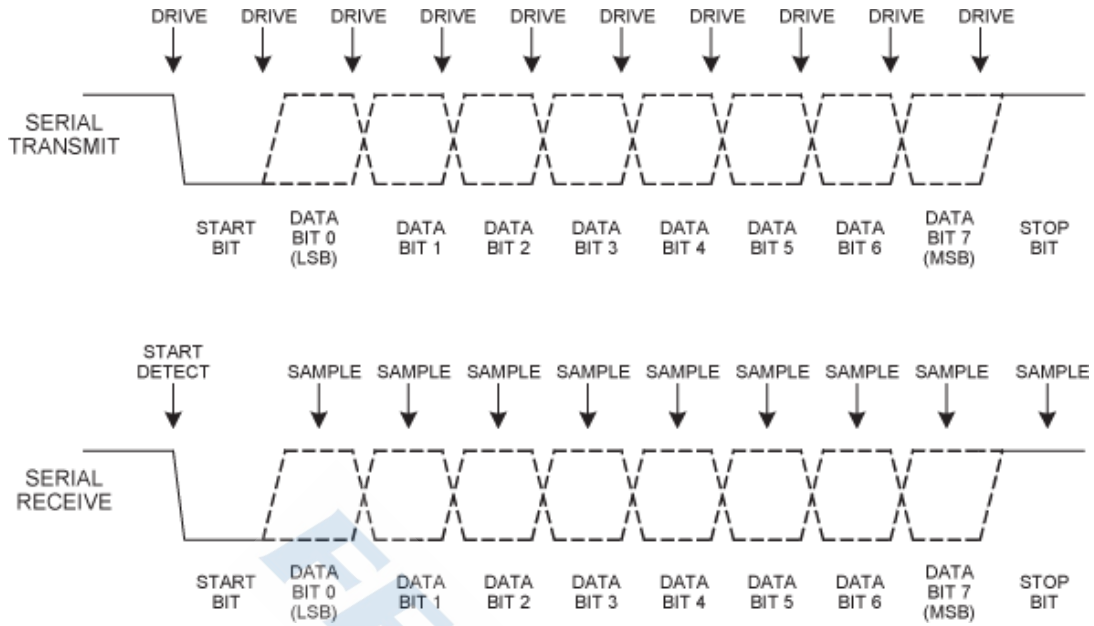 DRIVE DRIVE DRIVE DRIVE DRIVE DRIVE DRIVE DRIVE DRIVE DRIVE
SERIAL
TRANSMIT
START
BIT
DATA
BIT 0
(LSB)
DATA
BIT 1
DATA
BIT 2
DATA
BIT 3
DATA
BIT 4
DATA
BIT 5
DATA
BIT 6
DATA
BIT 7
(MSB)
STOP
BIT
START
DETECT
SAMPLE SAMPLE SAMPLE SAMPLE SAMPLE SAMPLE SAMPLE SAMPLE SAMPLE
SERIAL
RECEIVE
START
BIT
DATA
BIT 0
(LSB)
DATA
BIT 1
DATA
BIT 2
DATA
BIT 3
DATA
BIT 4
DATA
BIT 5
DATA
BIT 6
DATA
BIT 7
(MSB)
STOP
BIT